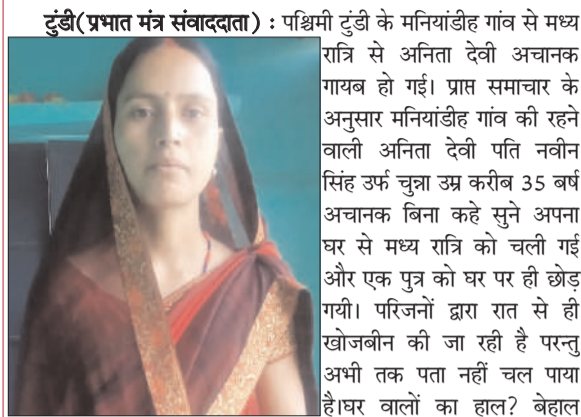 टुंडी(प्रभात मंत्र संवाददाता) : पश्चिमी टुंडी के मनियांडीह गांव से मध्य
रात्रि से अनिता देवी अचानक
गायब हो गई। प्राप्त समाचार के
अनुसार मनियांडीह गांव की रहने
वाली अनिता देवी पति नवीन
सिंह उर्फ चुन्ना उम्र करीब 35 बर्ष
अचानक बिना कहे सुने अपना
घर से मध्य रात्रि को चली गई
और एक पुत्र को घर पर ही छोड़
गयी। परिजनों द्वारा रात से ही
खोजबीन की जा रही है परन्तु
अभी तक पता नहीं चल पाया
है।घर वालों का हाल? बेहाल